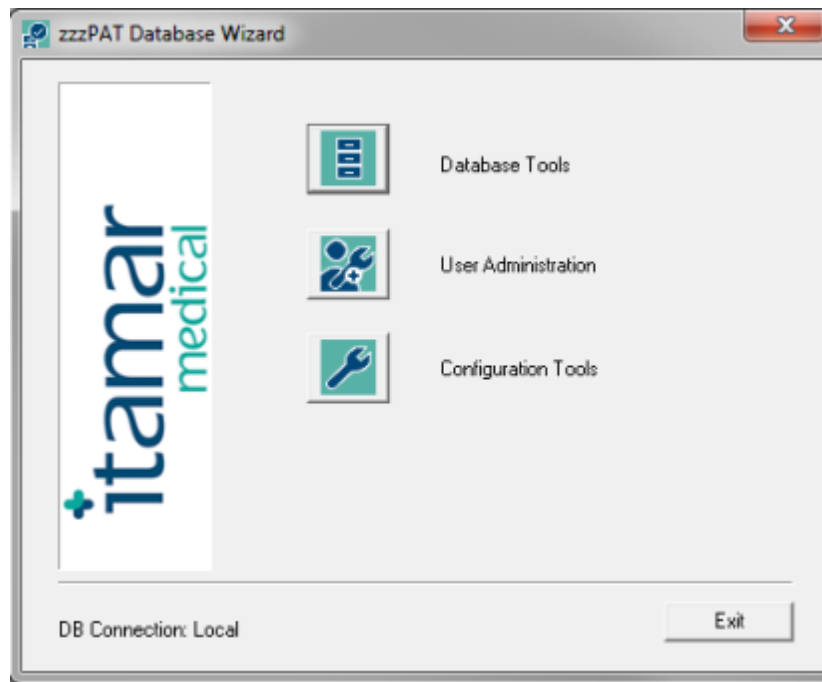 zzzPAT Database Wizard
itamar
medical
Database Tools
User Administration
Configuration Tools
DB Connection: Local
Exit